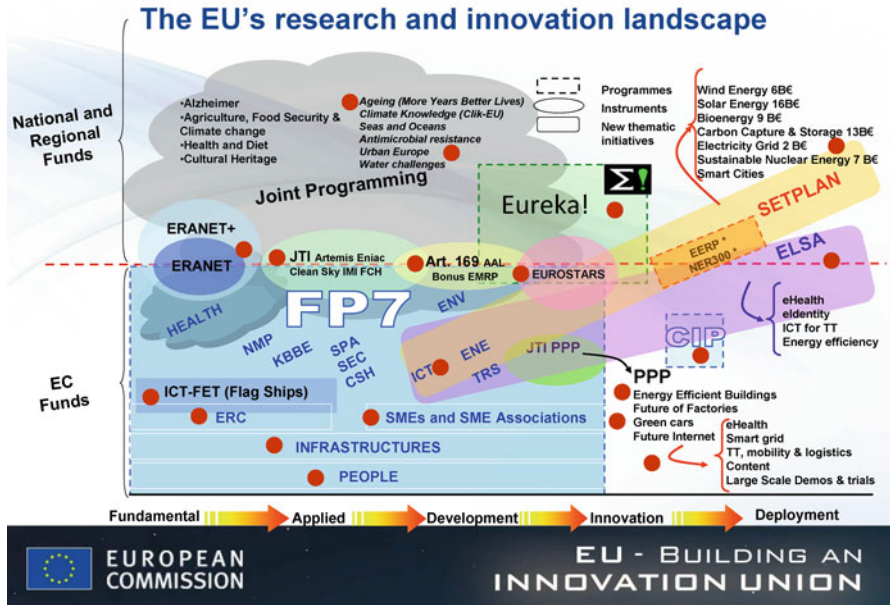 The EU's research and innovation landscape
National and
Regional
Funds
•Alzheimer
•Agriculture, Food Security &
Climate change
•Health and Diet
•Cultural Heritage
Ageing (More Years Better Lives)
Climate Knowledge (Clik-EU)
Seas and Oceans
Antimicrobial resistance
Urban Europe
Water challenges
Joint Programming
Programmes
Instruments
New thematic
initiatives
Wind Energy 6B€
Solar Energy 16B€
Bioenergy 9 B€
Carbon Capture & Storage 13B€
Electricity Grid 2 B€
Sustainable Nuclear Energy 7 B€
Smart Cities
Σ!
Eureka!
SETPLAN
ERANET+
ERANET
JTI Artemis Eniac
Clean Sky IMI FCH
Art. 169 AAL
Bonus EMRP
EUROSTARS
EERP *
NER300 *
ELSA
EC
Funds
HEALTH
FP7
ENV
NMP
KBBE
SPA
SEC
CSH
ICT
ENE
TRS
JTI PPP
CIP
eHealth
eIdentity
ICT for TT
Energy efficiency
PPP
Energy Efficient Buildings
Future of Factories
Green cars
Future Internet
eHealth
Smart grid
TT, mobility & logistics
Content
Large Scale Demos & trials
ICT-FET (Flag Ships)
ERC
SMEs and SME Associations
INFRASTRUCTURES
PEOPLE
Fundamental
Applied
Development
Innovation
Deployment
EUROPEAN
COMMISSION
EU - BUILDING AN
INNOVATION UNION